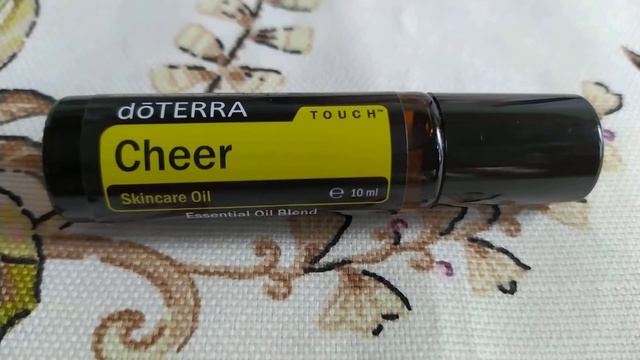 dōTERRA
TOUCH™
Cheer
Skincare Oil
℮ 10 ml
Essential Oil Blend